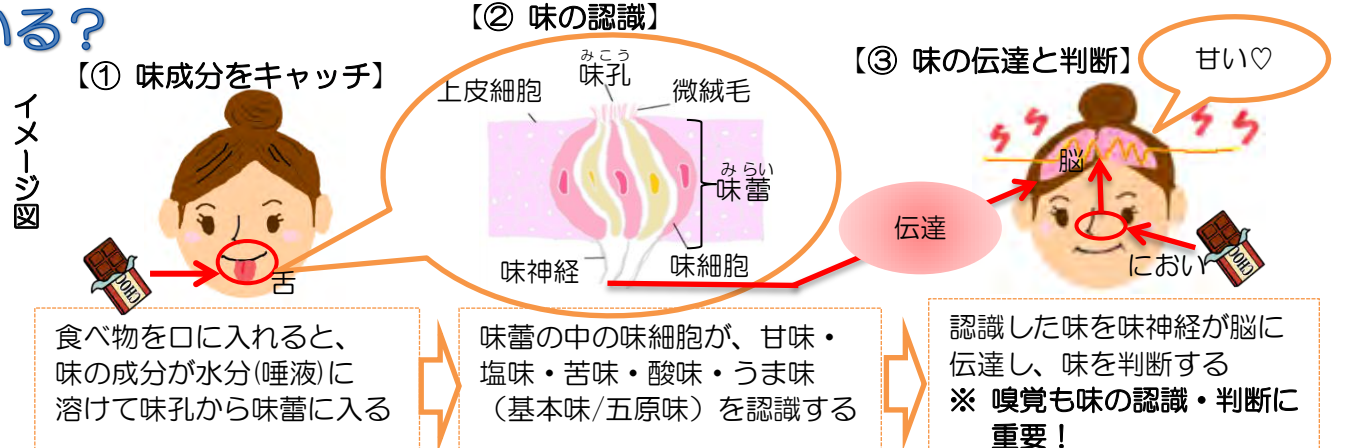 いる?
【② 味の認識】
【① 味成分をキャッチ】
【③ 味の伝達と判断】
甘い♡
イメージ図
みこう
味孔
上皮細胞
微絨毛
みらい
味蕾
味神経
味細胞
舌
CHOC
伝達
脳
におい
CHOC
食べ物を口に入れると、
味の成分が水分(唾液)に
溶けて味孔から味蕾に入る
味蕾の中の味細胞が、甘味・
塩味・苦味・酸味・うま味
(基本味/五原味)を認識する
認識した味を味神経が脳に
伝達し、味を判断する
※ 嗅覚も味の認識・判断に
重要!